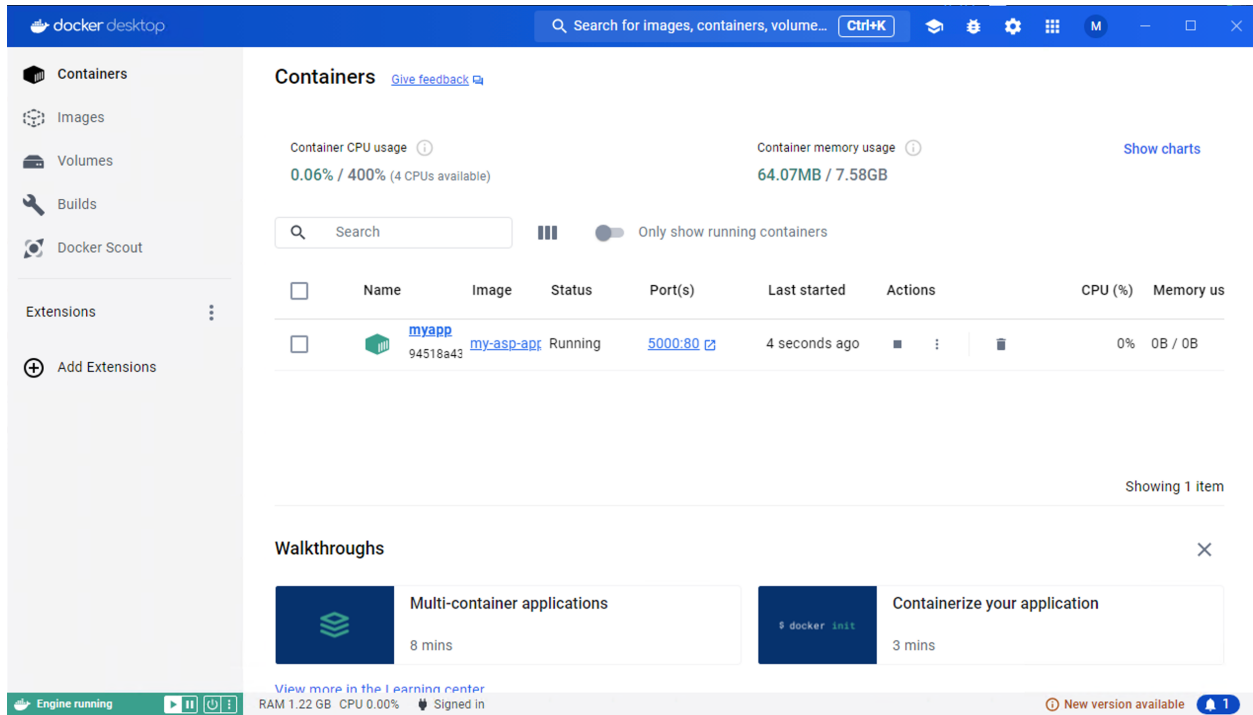 docker desktop
Search for images, containers, volume... Ctrl+K
M
Containers
Images
Volumes
Builds
Docker Scout
Extensions
Add Extensions
Containers Give feedback
Container CPU usage
0.06% / 400% (4 CPUs available)
Container memory usage
64.07MB / 7.58GB
Show charts
Search
Only show running containers
Name Image Status Port(s) Last started Actions CPU (%) Memory us
myapp
94518a43
my-asp-app Running 5000:80 4 seconds ago 0% 0B / 0B
Showing 1 item
Walkthroughs
Multi-container applications
8 mins
$ docker init
Containerize your application
3 mins
View more in the Learning center
Engine running
RAM 1.22 GB CPU 0.00% Signed in
New version available 1